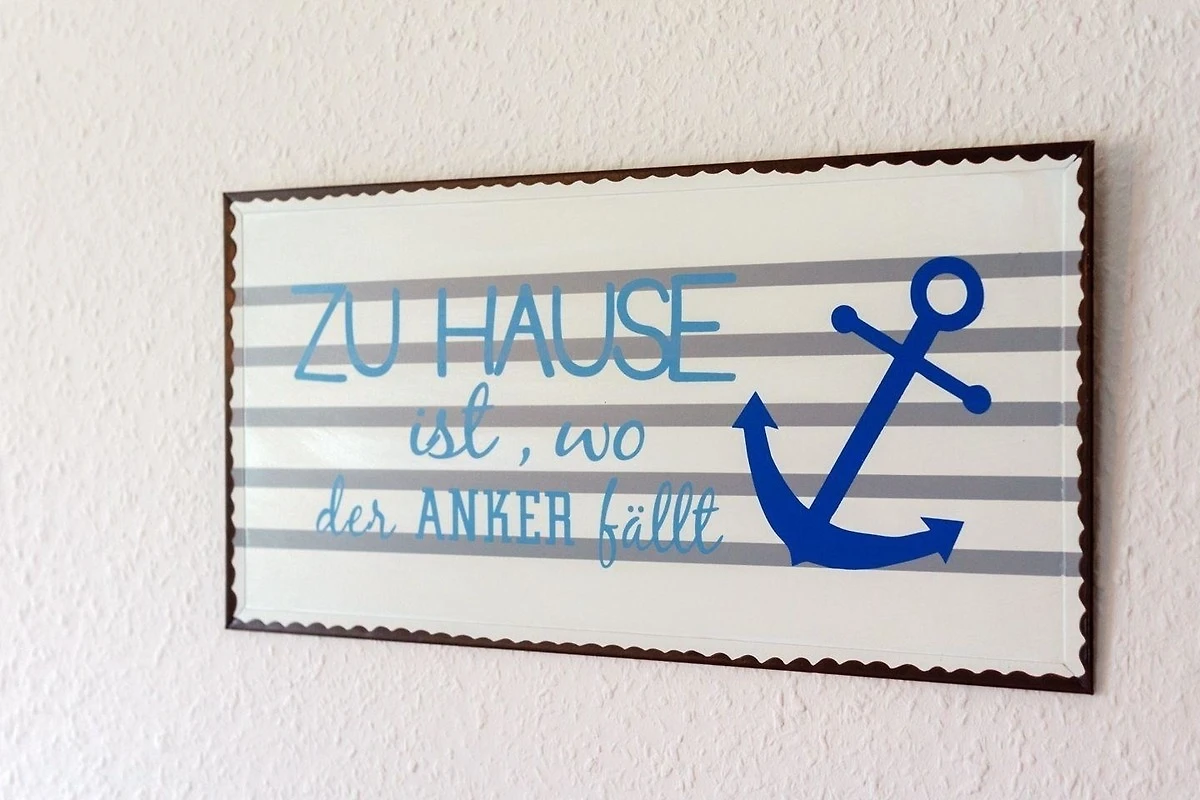 ZU HAUSE
ist, wo
der ANKER fällt